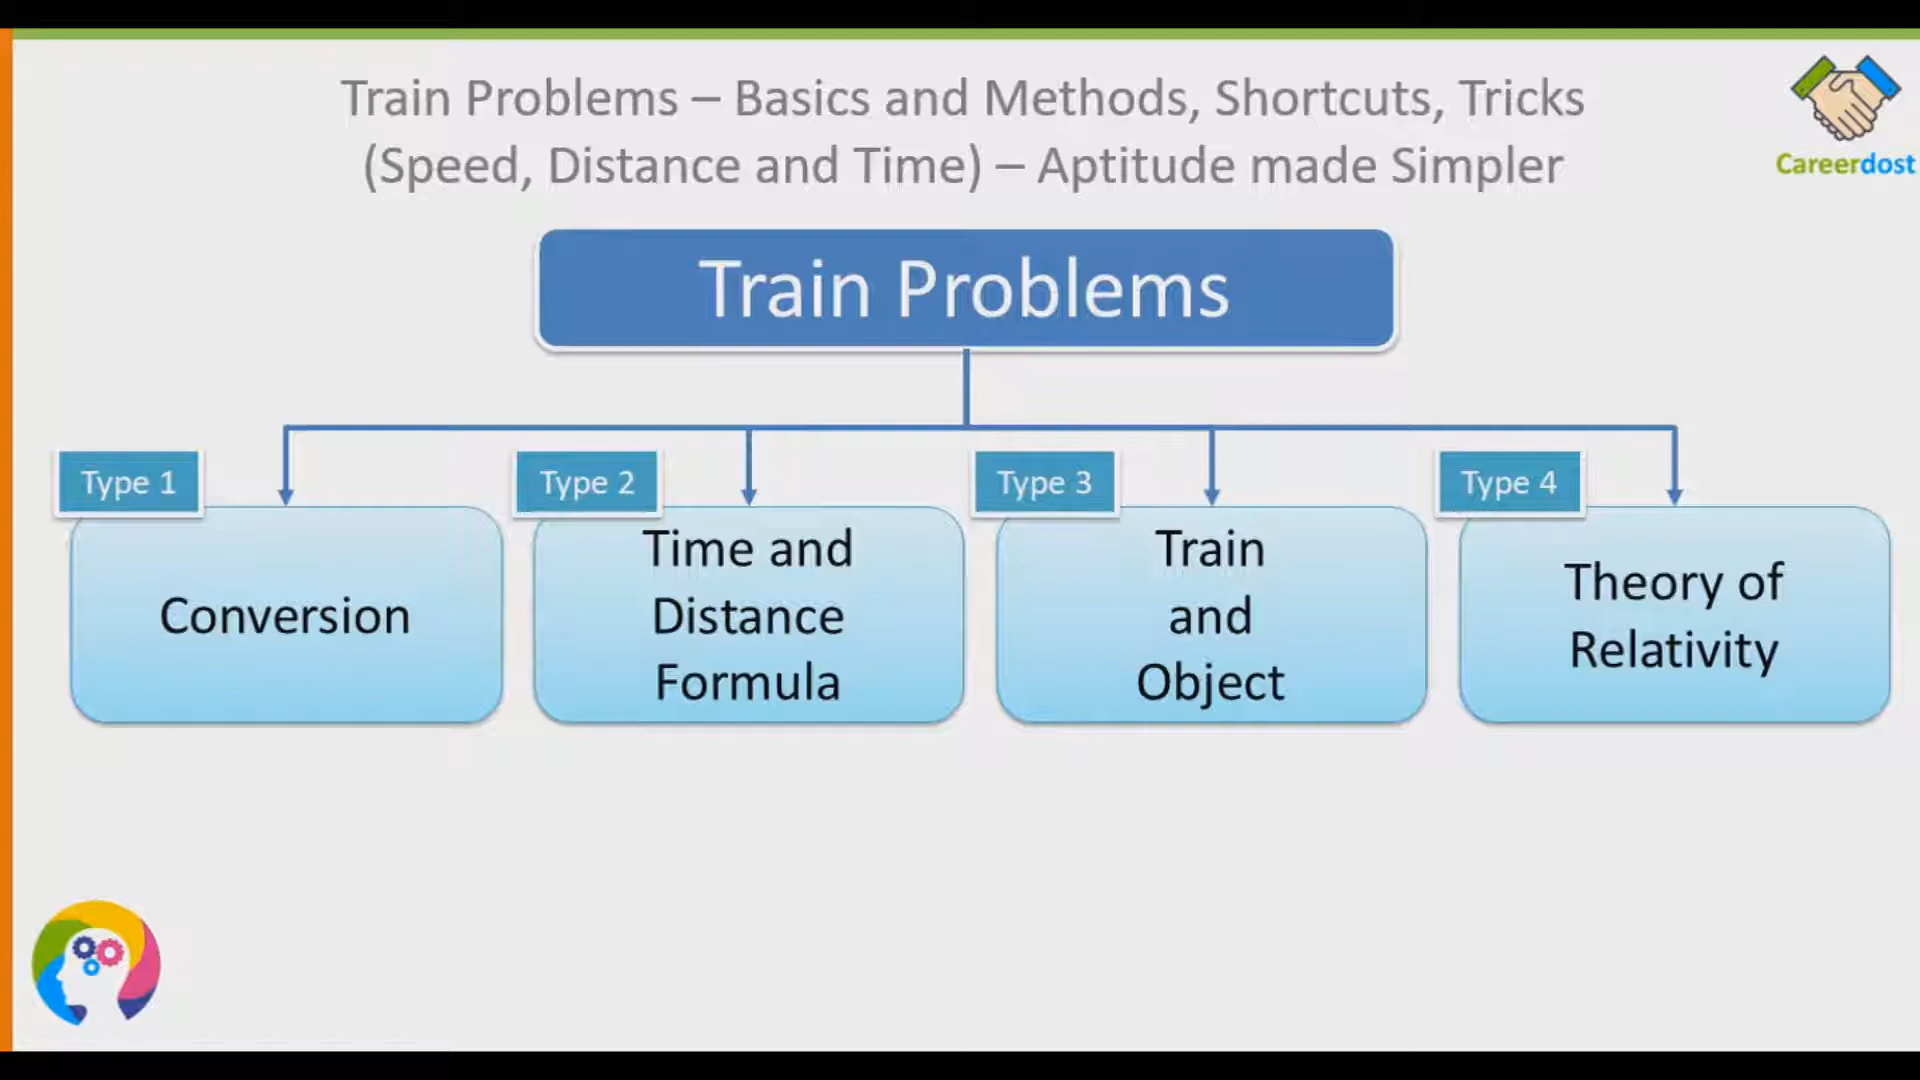 Train Problems – Basics and Methods, Shortcuts, Tricks
(Speed, Distance and Time) – Aptitude made Simpler
Careerdost
Train Problems
Type 1
Conversion
Type 2
Time and
Distance
Formula
Type 3
Train
and
Object
Type 4
Theory of
Relativity